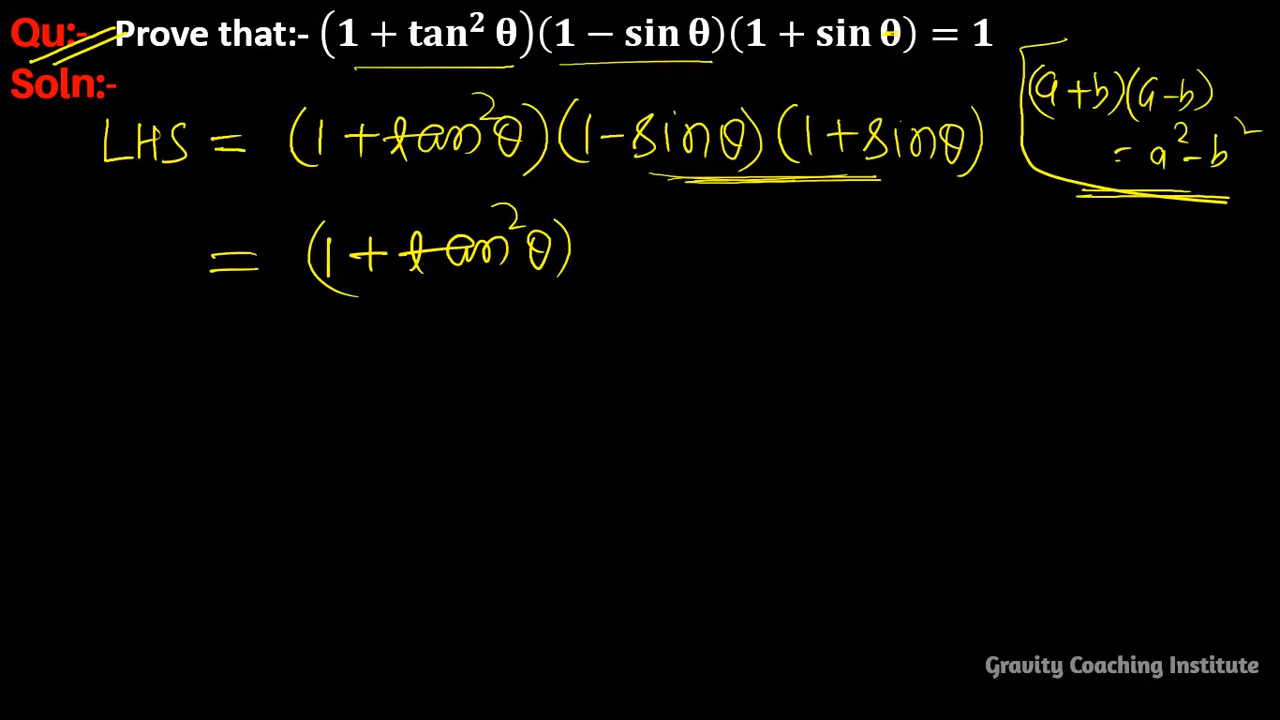 Qu:- Prove that:- (1 + tan² θ)(1 − sin θ)(1 + sin θ) = 1
Soln:-
(a+b)(a-b)
= a² - b²
LHS = (1 + tan²θ)(1 - sinθ)(1 + sinθ)
= (1 + tan²θ)
Gravity Coaching Institute